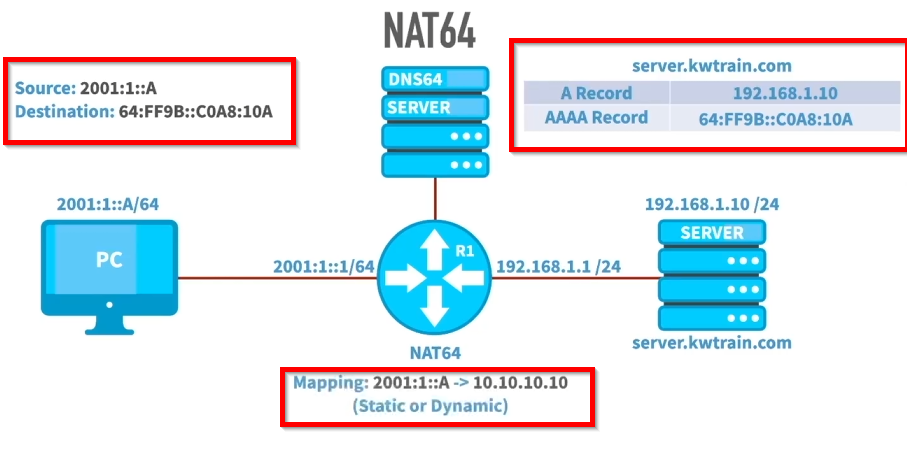 NAT64
Source: 2001:1::A
Destination: 64:FF9B::C0A8:10A
DNS64
SERVER
server.kwtrain.com
A Record 192.168.1.10
AAAA Record 64:FF9B::C0A8:10A
2001:1::A/64
PC
2001:1::1/64
R1
192.168.1.1 /24
192.168.1.10 /24
SERVER
server.kwtrain.com
NAT64
Mapping: 2001:1::A -> 10.10.10.10
(Static or Dynamic)